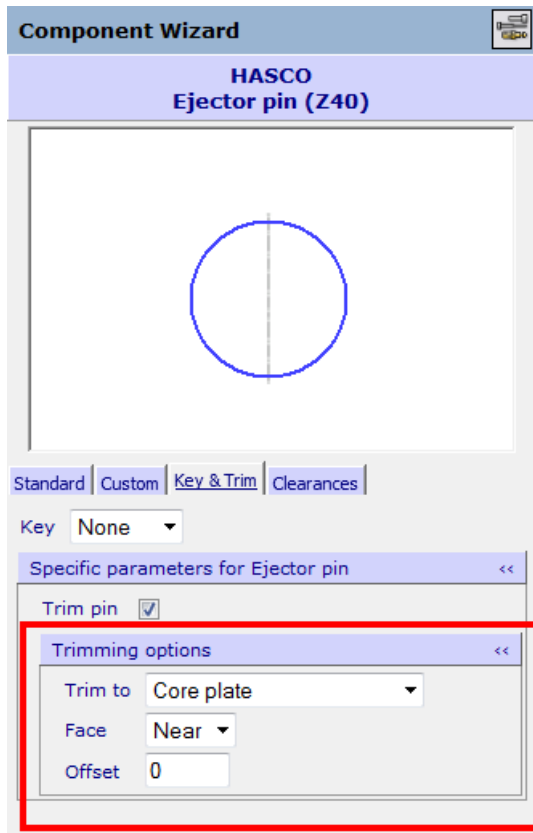 Component Wizard
HASCO
Ejector pin (Z40)
Standard Custom Key & Trim Clearances
Key None
Specific parameters for Ejector pin <<
Trim pin
Trimming options <<
Trim to Core plate
Face Near
Offset 0